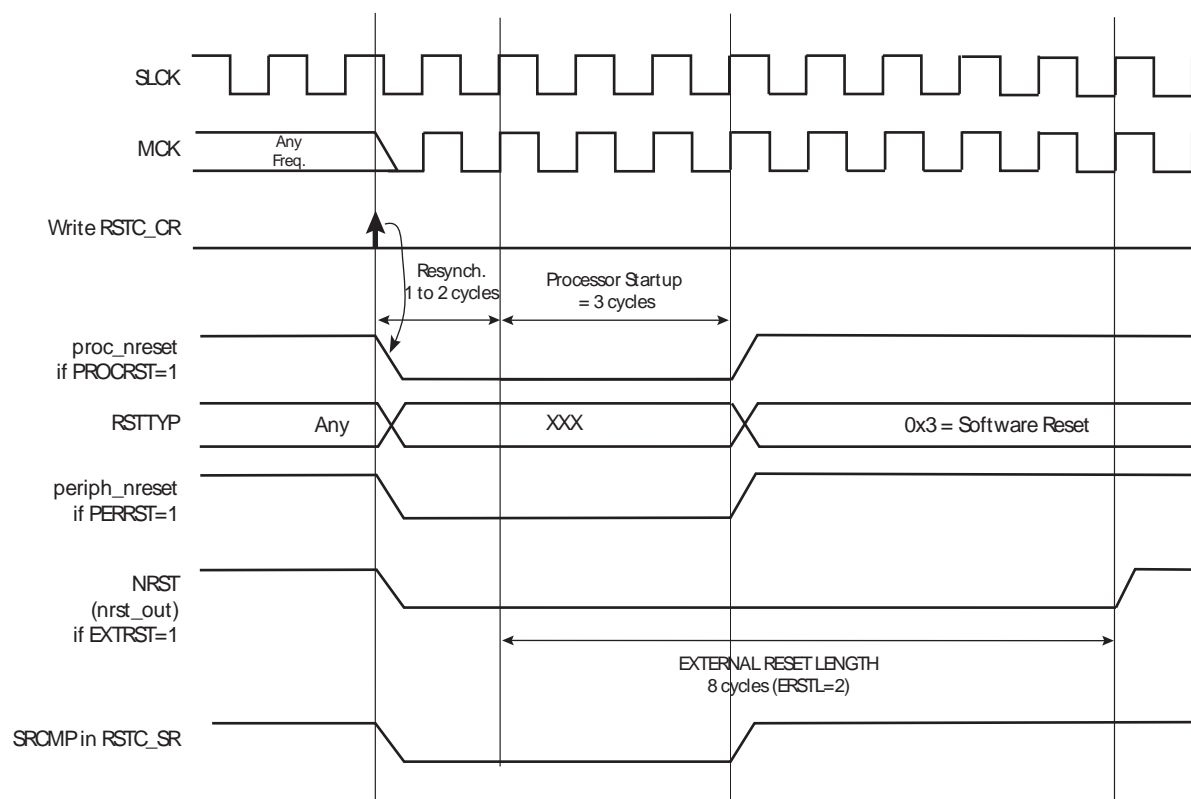 SLCK
MCK
Any
Freq.
Write RSTC_CR
Resynch.
1 to 2 cycles
Processor Startup
= 3 cycles
proc_nreset
if PROCRST=1
RSTTYP
Any
XXX
0x3 = Software Reset
periph_nreset
if PERRST=1
NRST
(nrst_out)
if EXTRST=1
EXTERNAL RESET LENGTH
8 cycles (ERSTL=2)
SRCMP in RSTC_SR